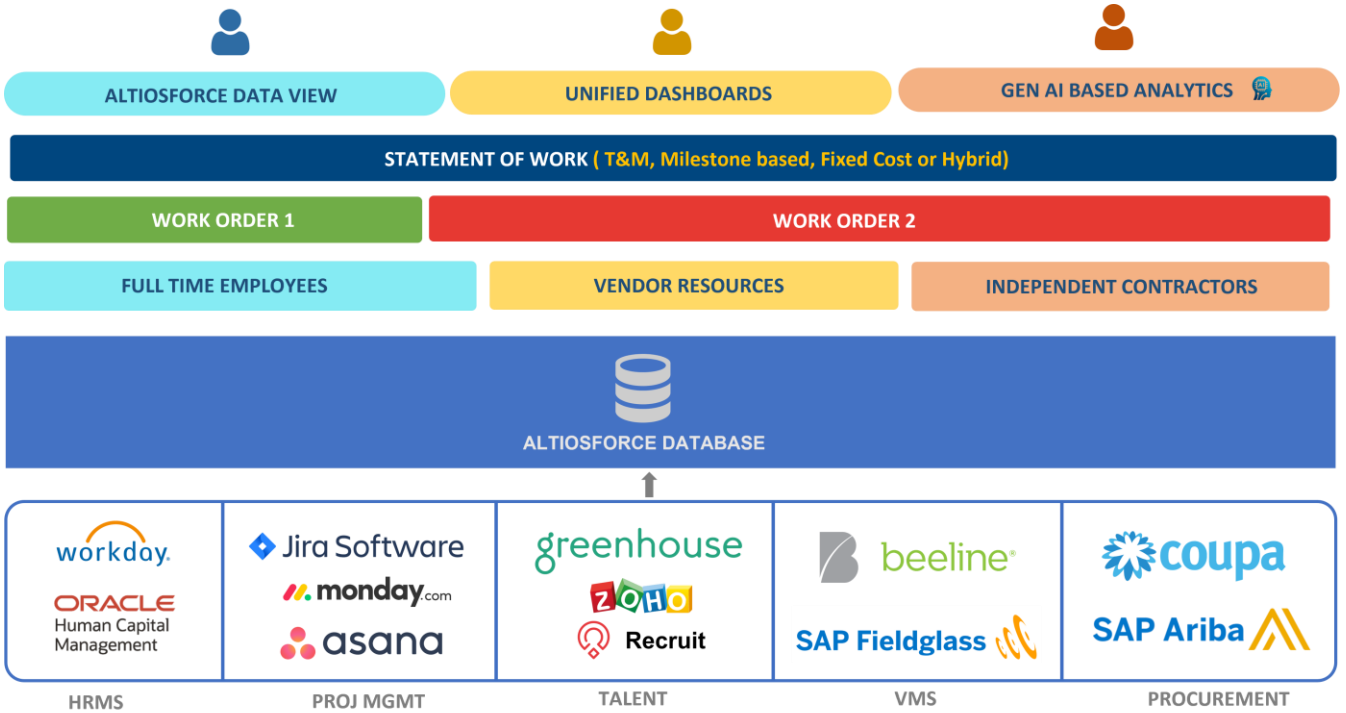 ALTIOSFORCE DATA VIEW
UNIFIED DASHBOARDS
GEN AI BASED ANALYTICS
AI
STATEMENT OF WORK ( T&M, Milestone based, Fixed Cost or Hybrid)
WORK ORDER 1
WORK ORDER 2
FULL TIME EMPLOYEES
VENDOR RESOURCES
INDEPENDENT CONTRACTORS
ALTIOSFORCE DATABASE
workday.
ORACLE
Human Capital
Management
Jira Software
monday.com
asana
greenhouse
ZOHO
Recruit
beeline®
SAP Fieldglass
coupa
SAP Ariba
HRMS
PROJ MGMT
TALENT
VMS
PROCUREMENT